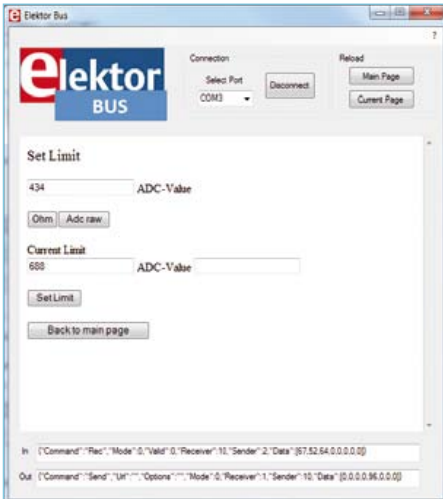 Elektor Bus
?
elektor
BUS
Connection
Select Port
COM3
Disconnect
Reload
Main Page
Current Page
Set Limit
434 ADC-Value
Ohm Adc raw
Current Limit
688 ADC-Value
Set Limit
Back to main page
In {"Command":"Rec","Mode":0,"Valid":0,"Receiver":10,"Sender":2,"Data":[67,52,64,0,0,0,0,0]}
Out {"Command":"Send","Url":"","Options":"","Mode":0,"Receiver":1,"Sender":10,"Data":[0,0,0,0,96,0,0,0]}